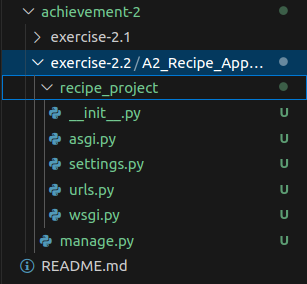 achievement-2
exercise-2.1
exercise-2.2 / A2_Recipe_App...
recipe_project
__init__.py
U
asgi.py
U
settings.py
U
urls.py
U
wsgi.py
U
manage.py
U
README.md